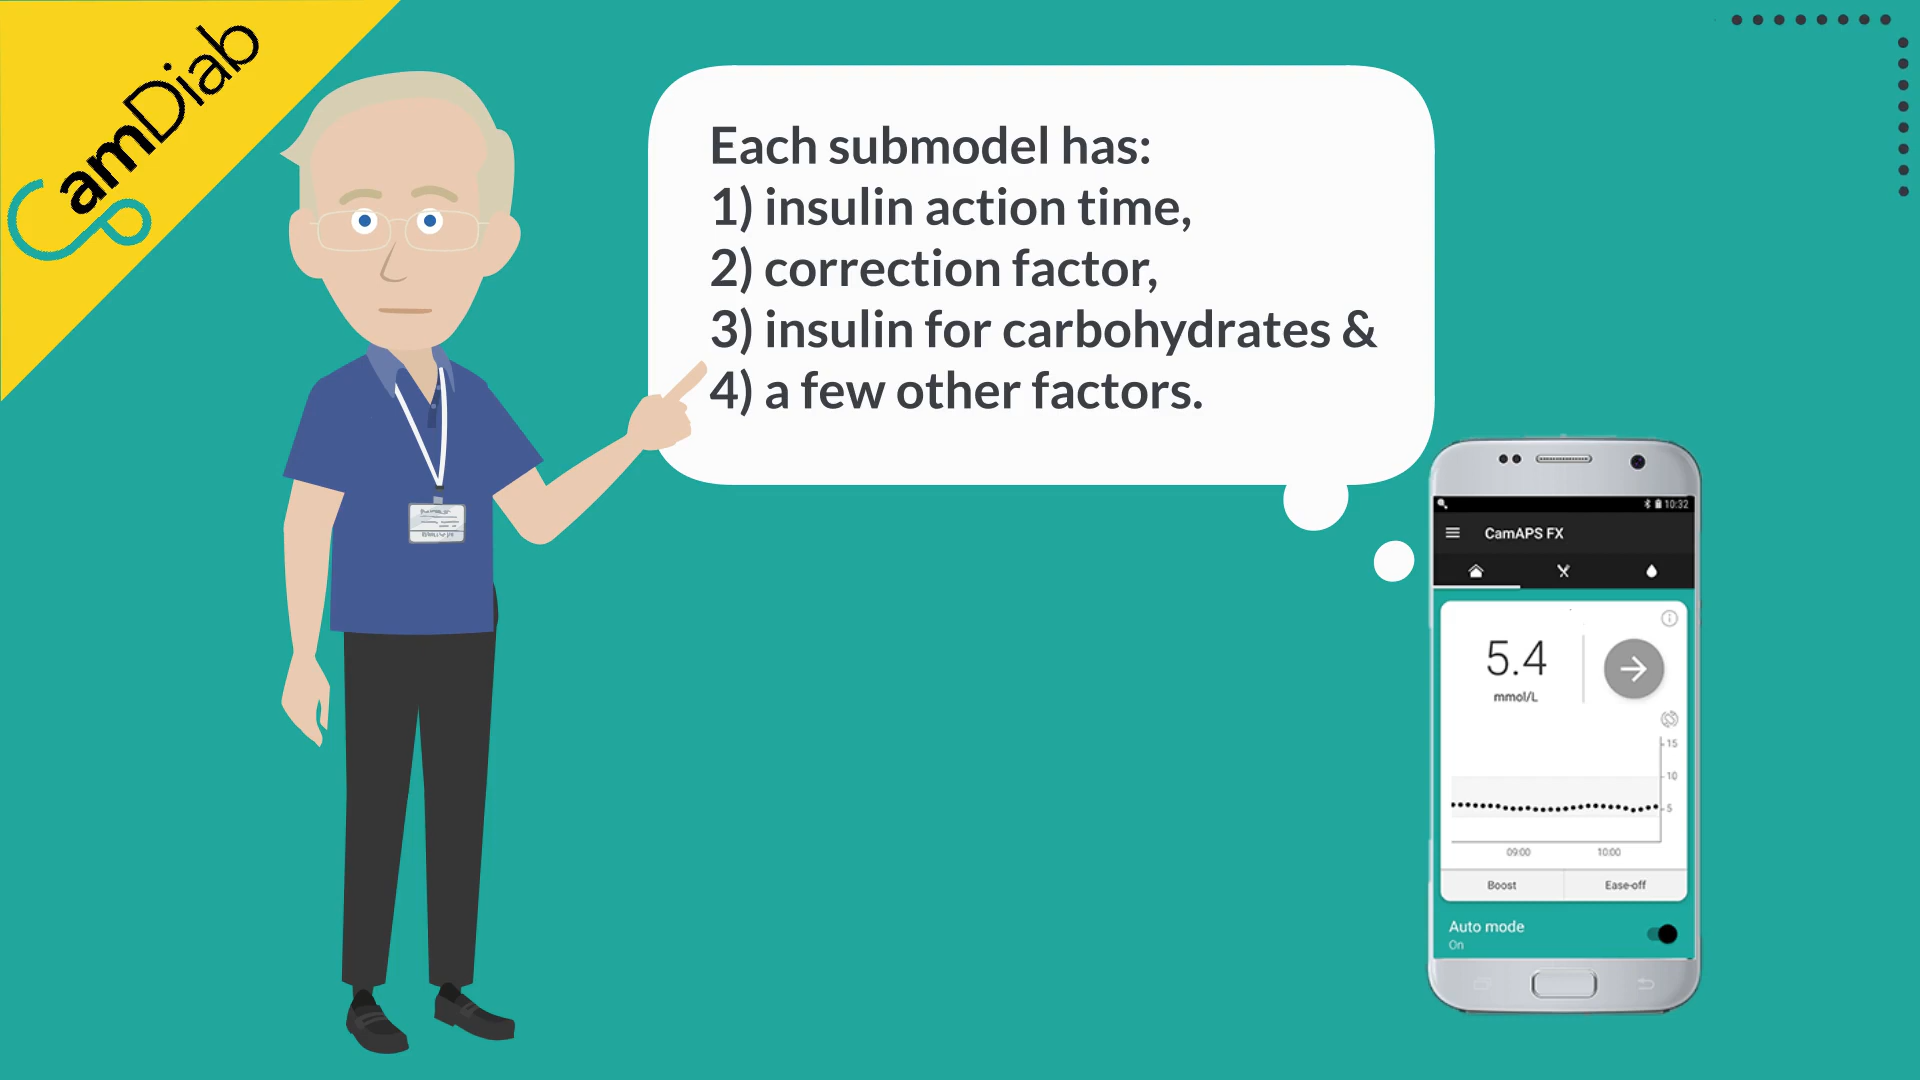 CamDiab
Each submodel has:
1) insulin action time,
2) correction factor,
3) insulin for carbohydrates &
4) a few other factors.
10:32
CamAPS FX
5.4
mmol/L
15
10
5
09:00
10:00
Boost
Ease-off
Auto mode
On